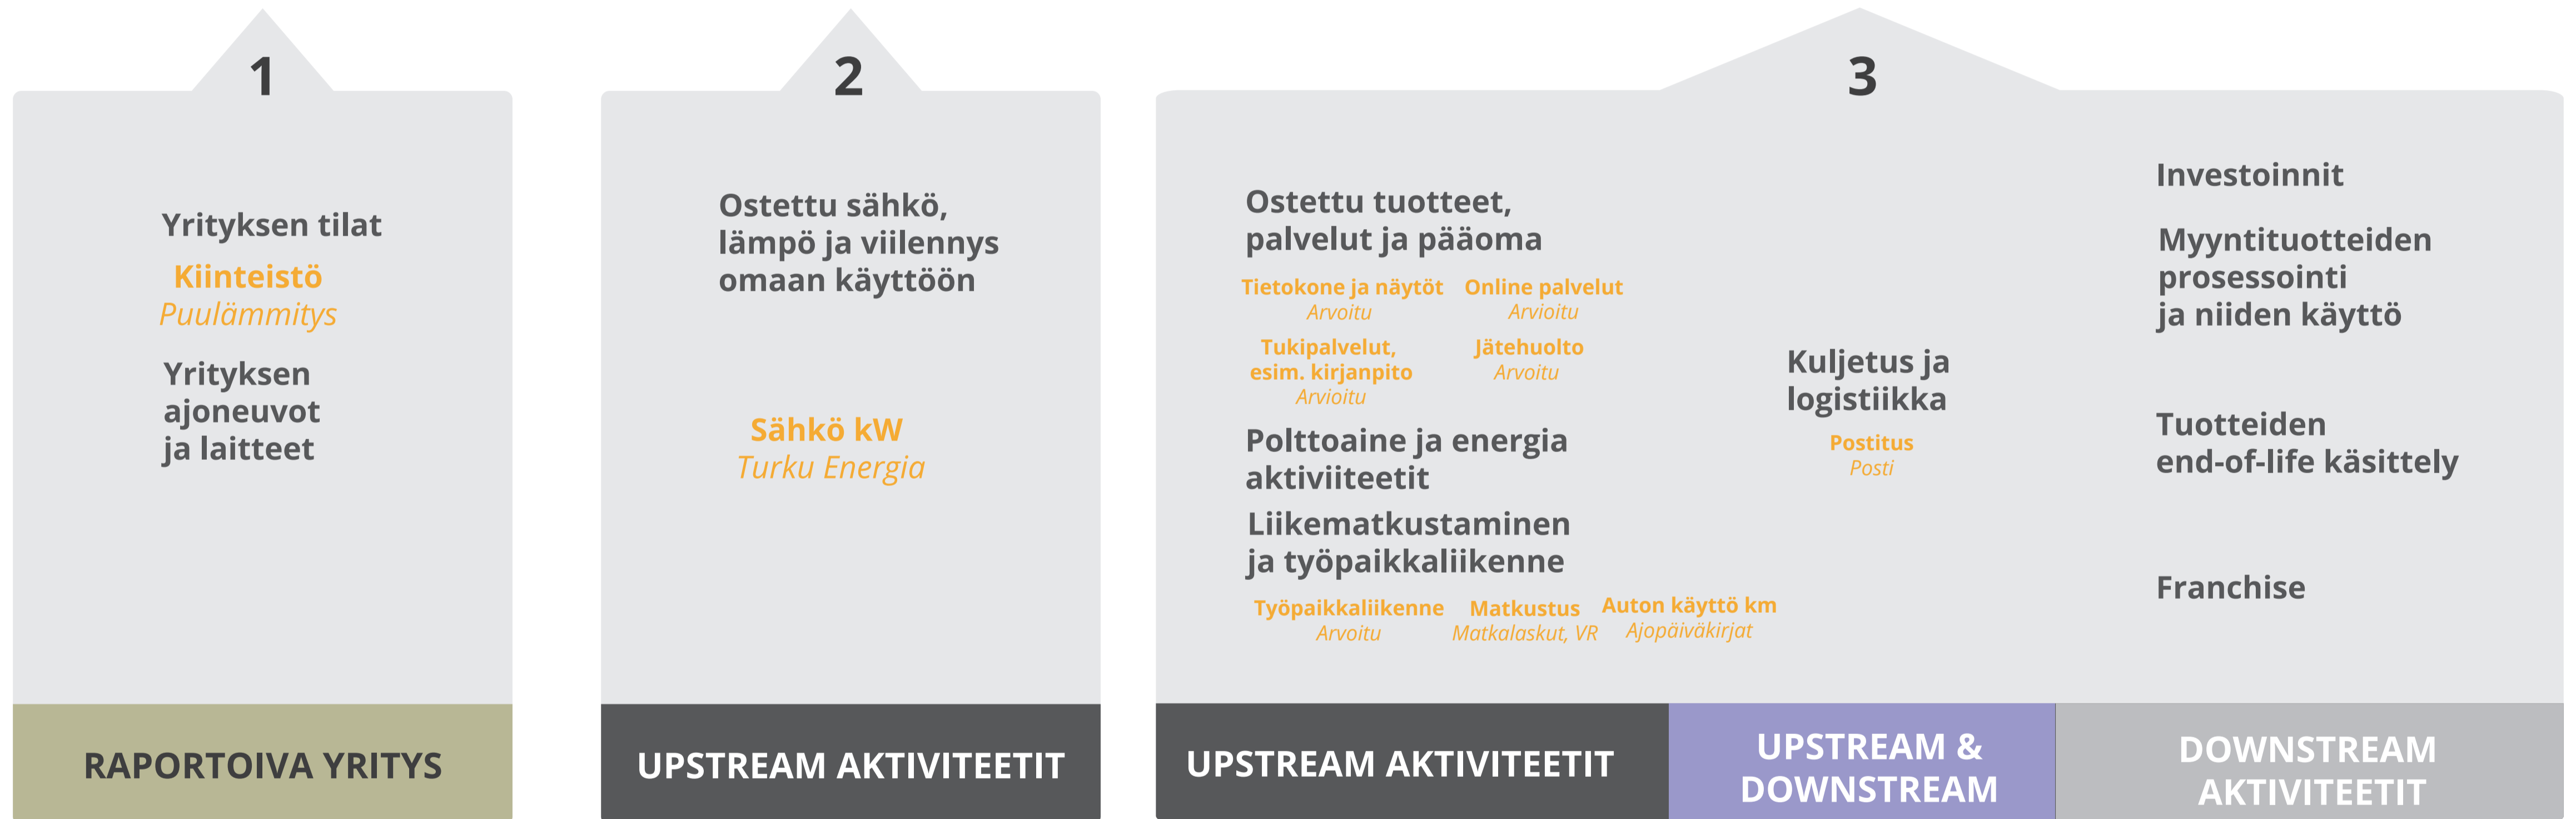 1
Yrityksen tilat
Kiinteistö
Puulämmitys
Yrityksen
ajoneuvot
ja laitteet
RAPORTOIVA YRITYS
2
Ostettu sähkö,
lämpö ja viilennys
omaan käyttöön
Sähkö kW
Turku Energia
UPSTREAM AKTIVITEETIT
3
Ostettu tuotteet,
palvelut ja pääoma
Tietokone ja näytöt
Arvoitu
Online palvelut
Arvioitu
Tukipalvelut,
esim. kirjanpito
Arvioitu
Jätehuolto
Arvoitu
Polttoaine ja energia
aktiviiteetit
Liikematkustaminen
ja työpaikkaliikenne
Työpaikkaliikenne
Arvoitu
Matkustus
Matkalaskut, VR
Auton käyttö km
Ajopäiväkirjat
UPSTREAM AKTIVITEETIT
Kuljetus ja
logistiikka
Postitus
Posti
UPSTREAM &
DOWNSTREAM
Investoinnit
Myyntituotteiden
prosessointi
ja niiden käyttö
Tuotteiden
end-of-life käsittely
Franchise
DOWNSTREAM
AKTIVITEETIT